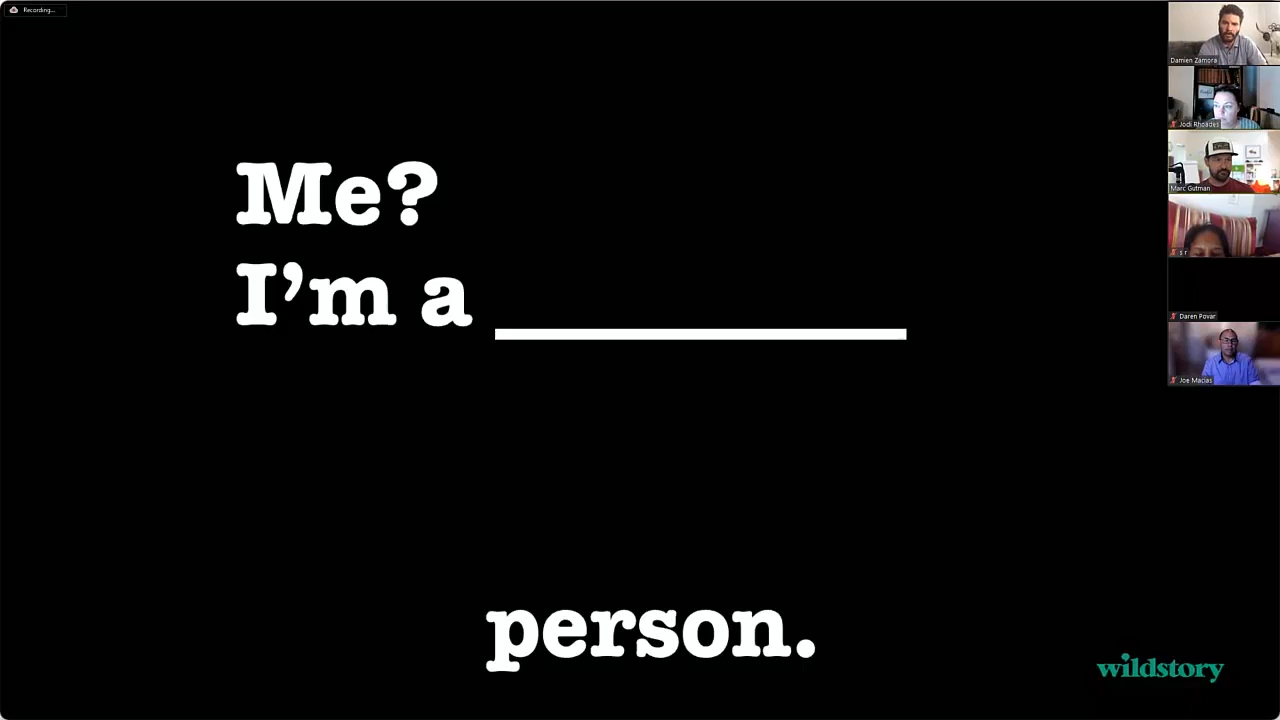 Recording...
Me?
I’m a
person.
wildstory
Damien Zamora
Jodi Rhoades
Marc Gutman
s r
Daren Povar
Joe Macias